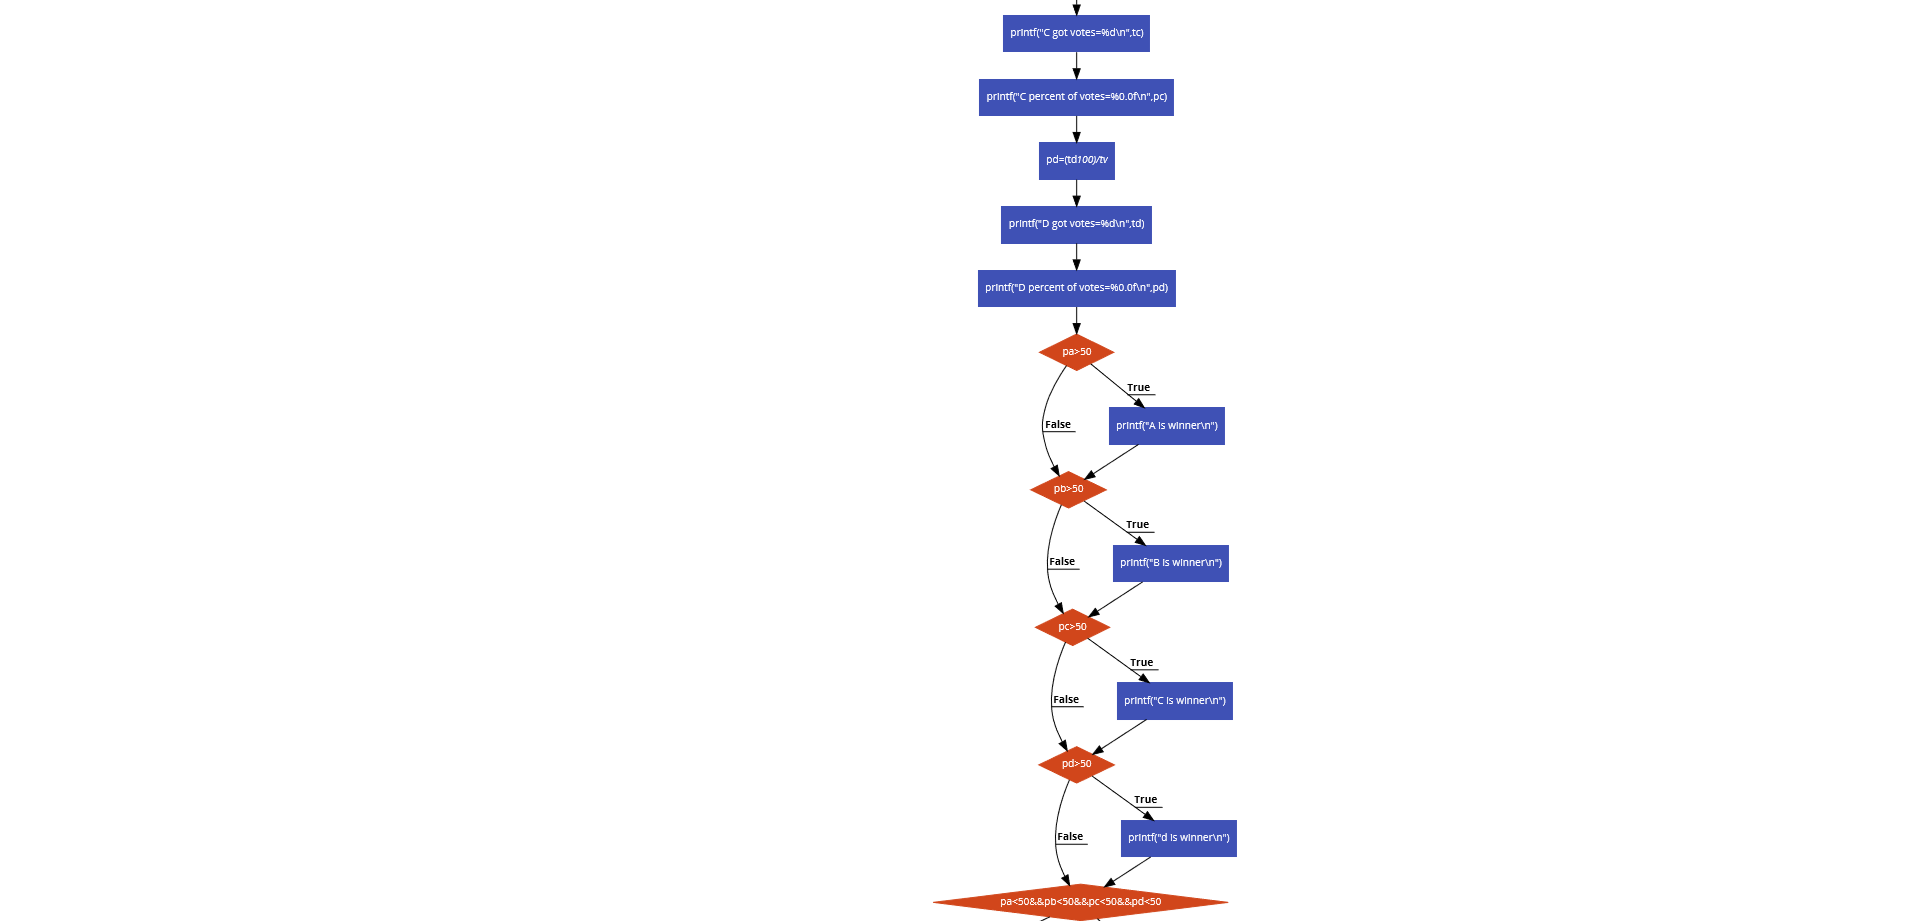 printf("C got votes=%d\n",tc)
printf("C percent of votes=%0.0f\n",pc)
pd=(td100)/tv
printf("D got votes=%d\n",td)
printf("D percent of votes=%0.0f\n",pd)
pa>50
True
False
printf("A is winner\n")
pb>50
True
False
printf("B is winner\n")
pc>50
True
False
printf("C is winner\n")
pd>50
True
False
printf("d is winner\n")
pa<50&&pb<50&&pc<50&&pd<50